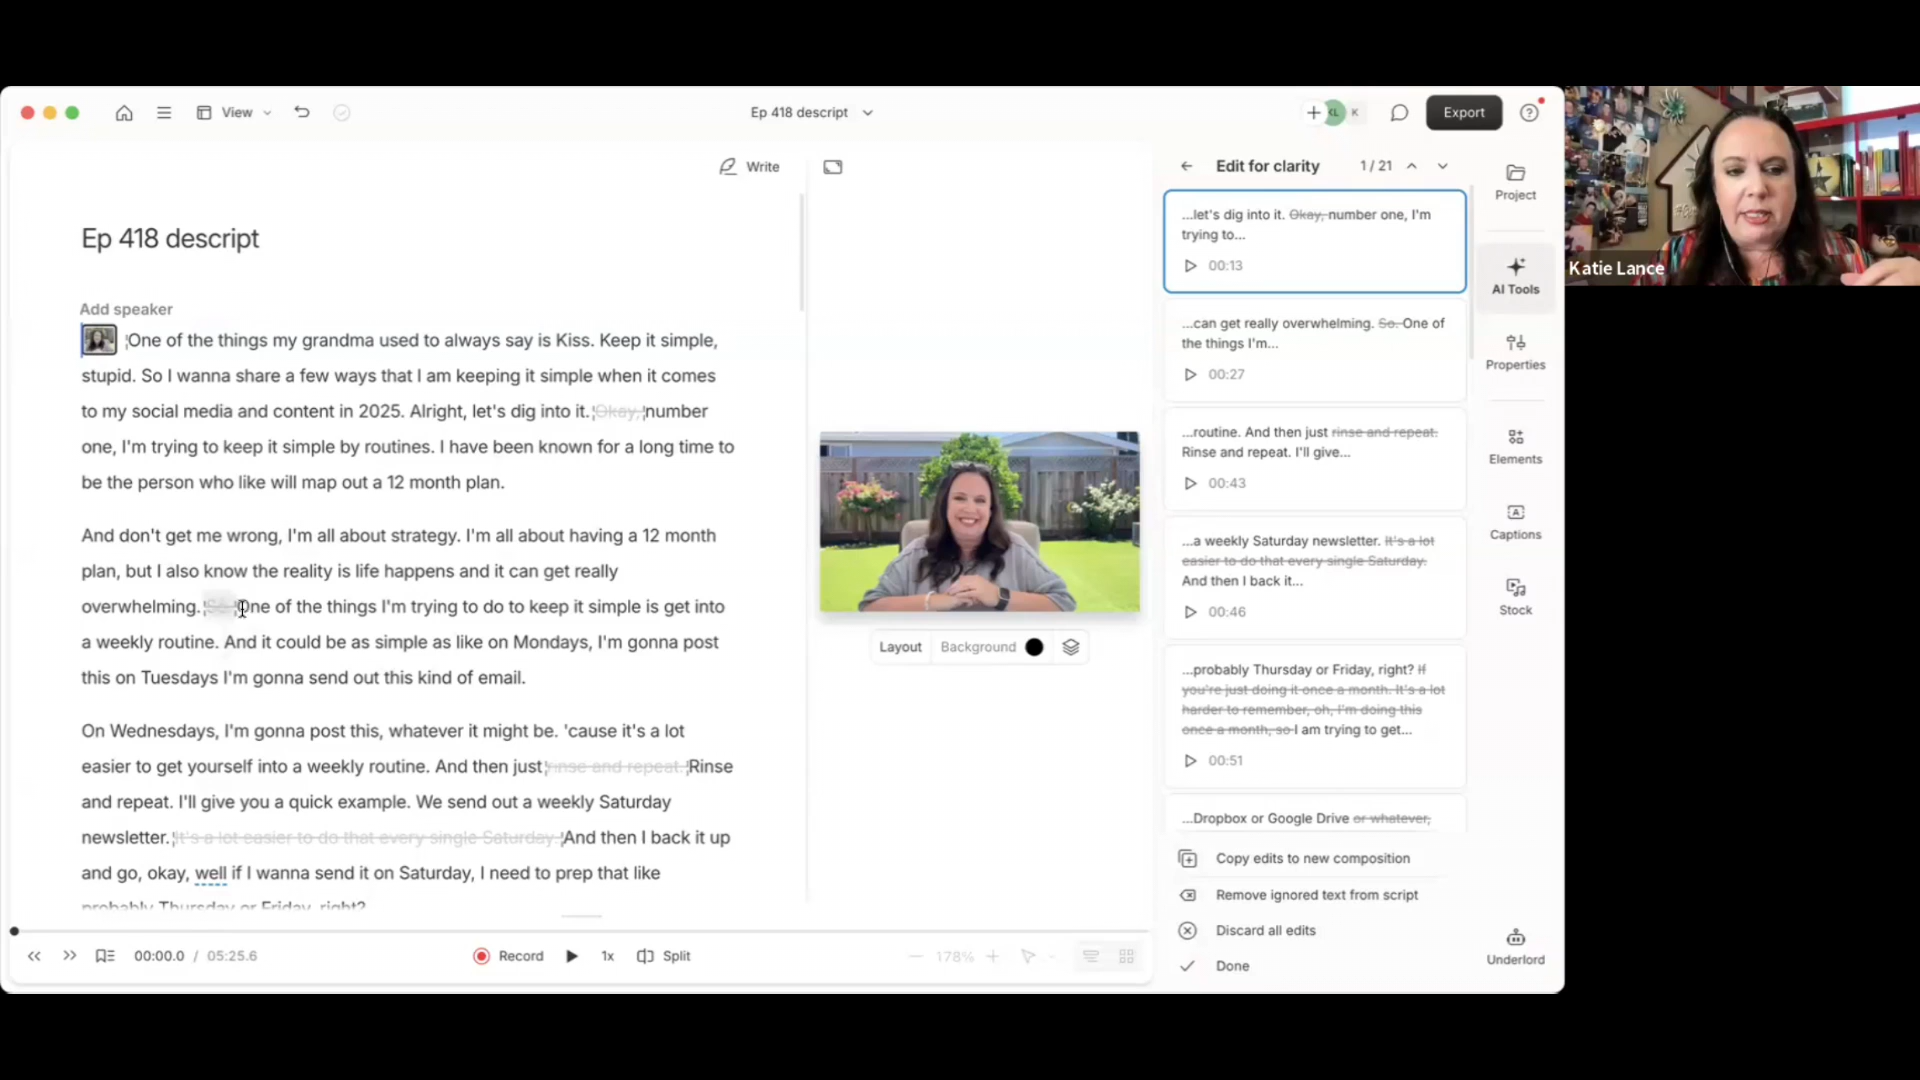 View
Ep 418 descript
KL
K
Export
Write
Ep 418 descript
Add speaker
One of the things my grandma used to always say is Kiss. Keep it simple,
stupid. So I wanna share a few ways that I am keeping it simple when it comes
to my social media and content in 2025. Alright, let's dig into it. Okay, number
one, I'm trying to keep it simple by routines. I have been known for a long time to
be the person who like will map out a 12 month plan.
And don't get me wrong, I'm all about strategy. I'm all about having a 12 month
plan, but I also know the reality is life happens and it can get really
overwhelming. So. One of the things I'm trying to do to keep it simple is get into
a weekly routine. And it could be as simple as like on Mondays, I'm gonna post
this on Tuesdays I'm gonna send out this kind of email.
On Wednesdays, I'm gonna post this, whatever it might be. 'cause it's a lot
easier to get yourself into a weekly routine. And then just rinse and repeat. Rinse
and repeat. I'll give you a quick example. We send out a weekly Saturday
newsletter. It's a lot easier to do that every single Saturday. And then I back it up
and go, okay, well if I wanna send it on Saturday, I need to prep that like
probably Thursday or Friday, right?
Layout
Background
Edit for clarity
1 / 21
...let's dig into it. Okay, number one, I'm
trying to...
00:13
...can get really overwhelming. So. One of
the things I'm...
00:27
...routine. And then just rinse and repeat.
Rinse and repeat. I'll give...
00:43
...a weekly Saturday newsletter. It's a lot
easier to do that every single Saturday.
And then I back it...
00:46
...probably Thursday or Friday, right? If
you're just doing it once a month. It's a lot
harder to remember, oh, I'm doing this
once a month, so I am trying to get...
00:51
...Dropbox or Google Drive or whatever,
Copy edits to new composition
Remove ignored text from script
Discard all edits
Done
Project
AI Tools
Properties
Elements
Captions
Stock
Underlord
00:00.0 / 05:25.6
Record
1x
Split
178%
Katie Lance